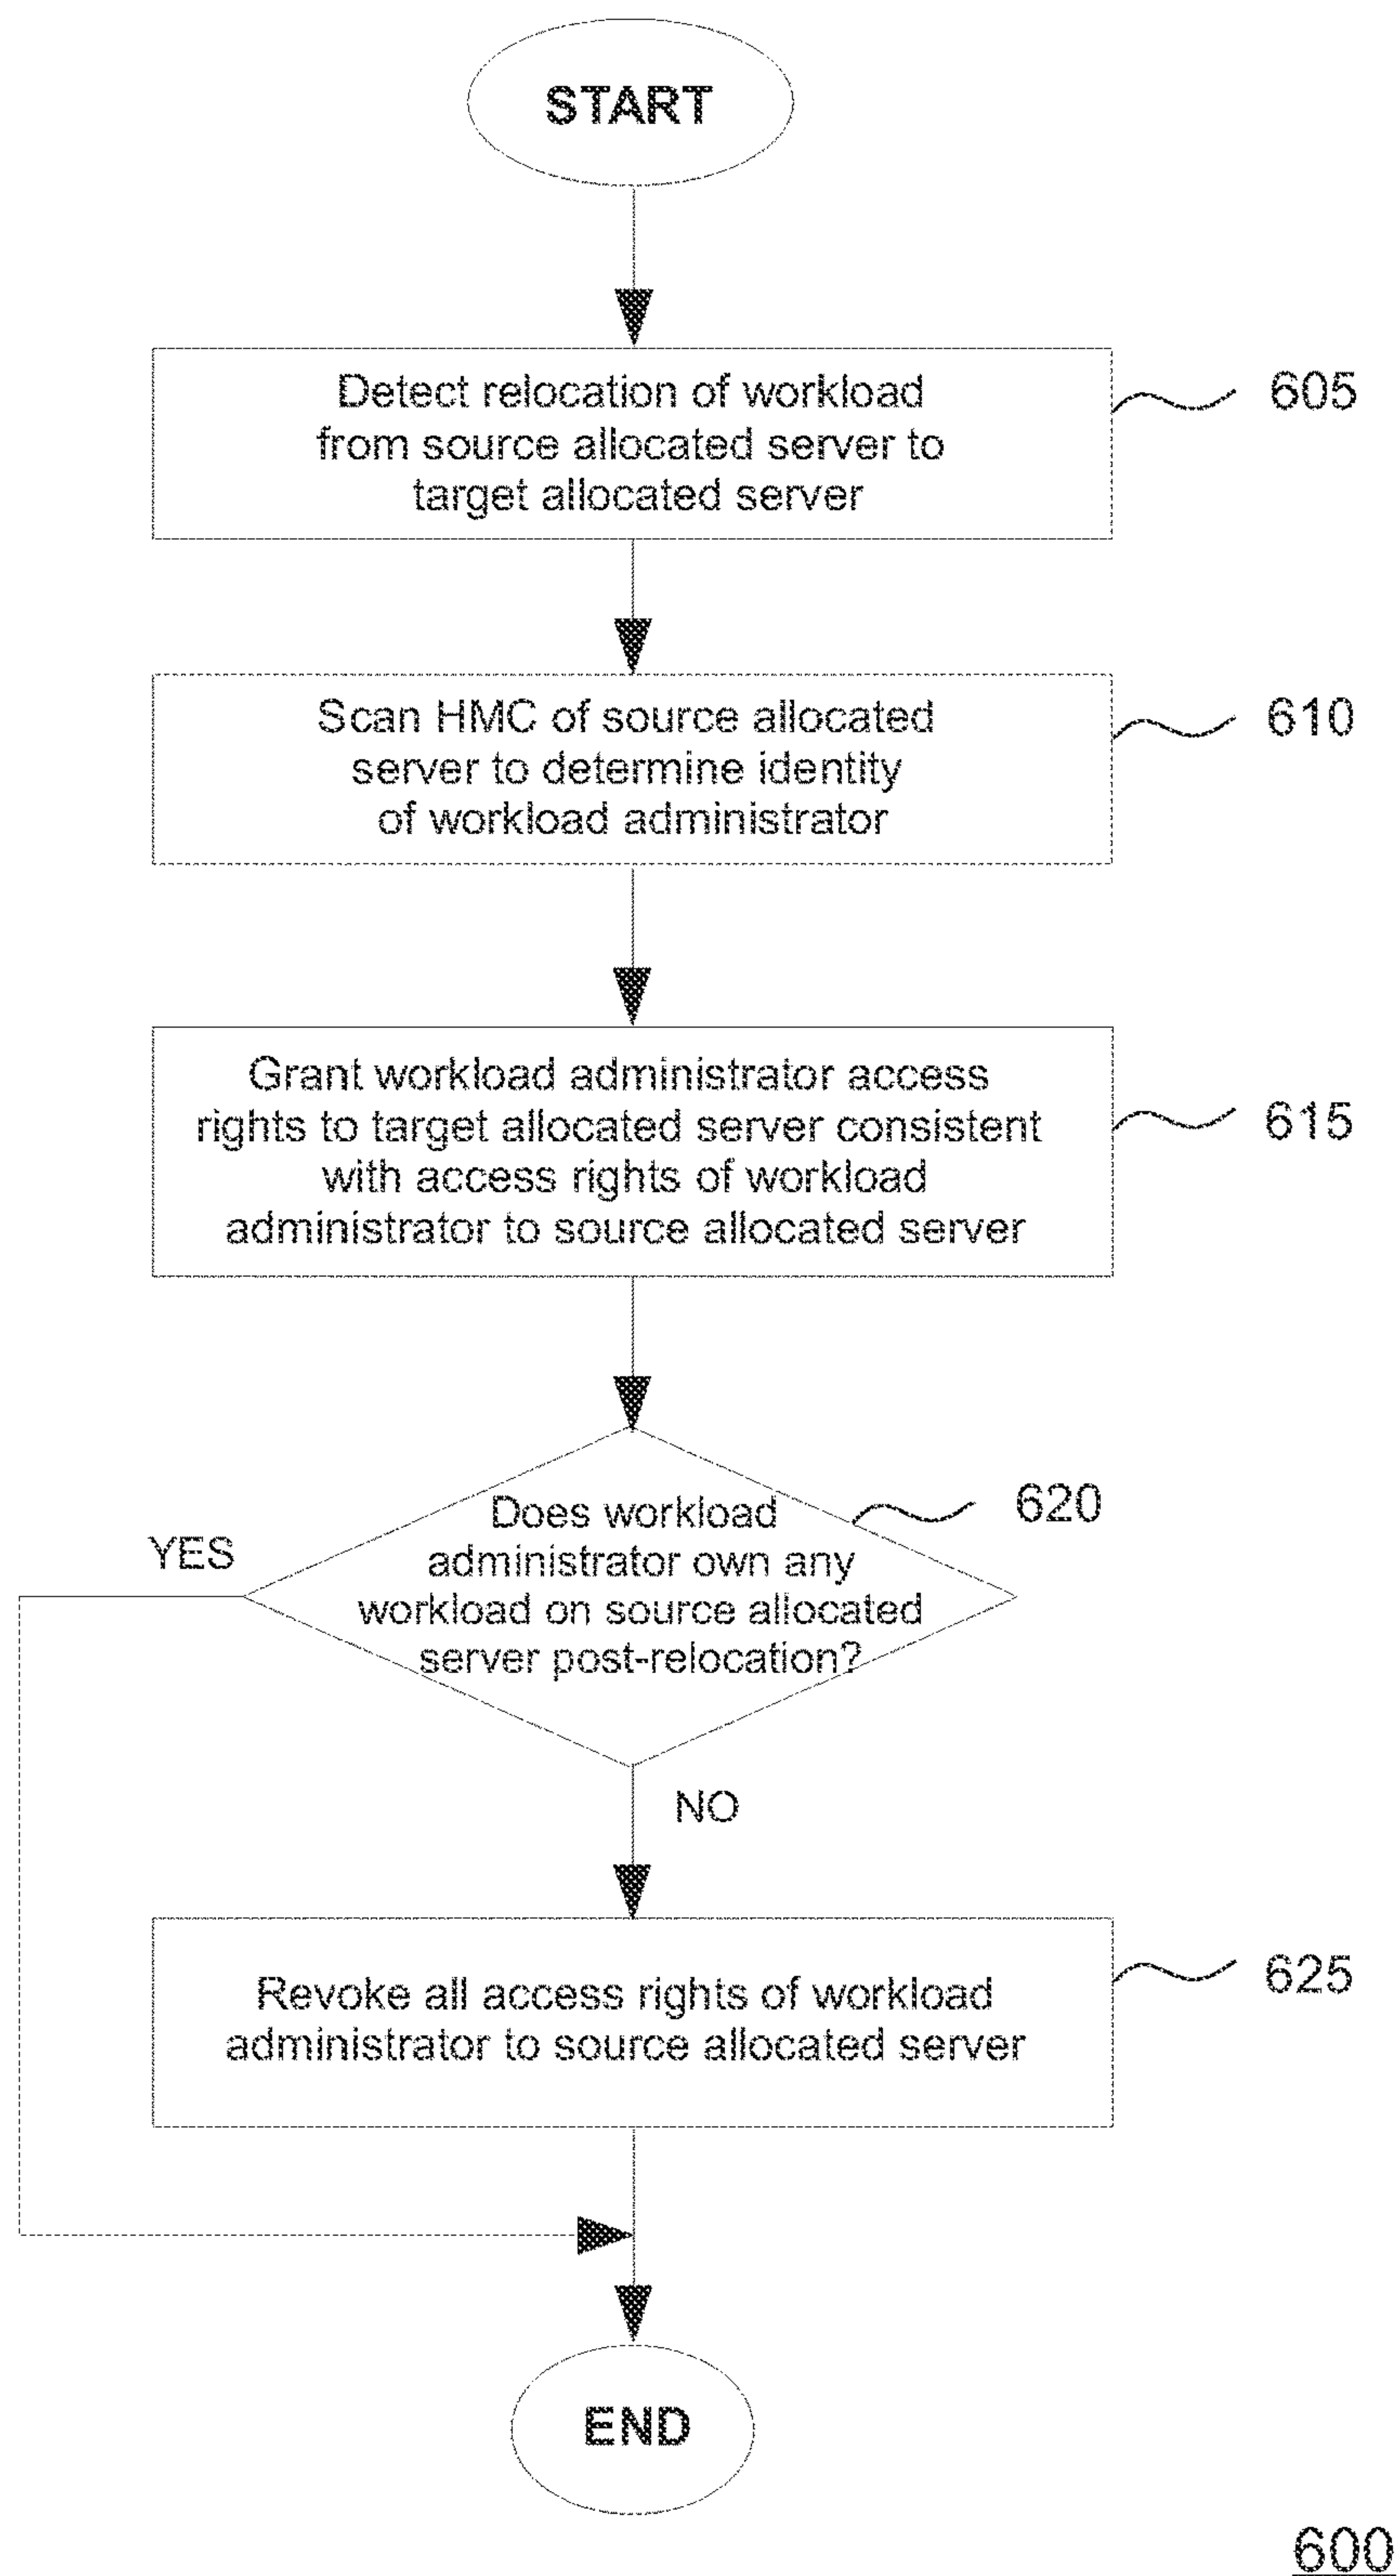 START
Detect relocation of workload
from source allocated server to
target allocated server
605
Scan HMC of source allocated
server to determine identity
of workload administrator
610
Grant workload administrator access
rights to target allocated server consistent
with access rights of workload
administrator to source allocated server
615
Does workload
administrator own any
workload on source allocated
server post-relocation?
620
YES
NO
Revoke all access rights of workload
administrator to source allocated server
625
END
600